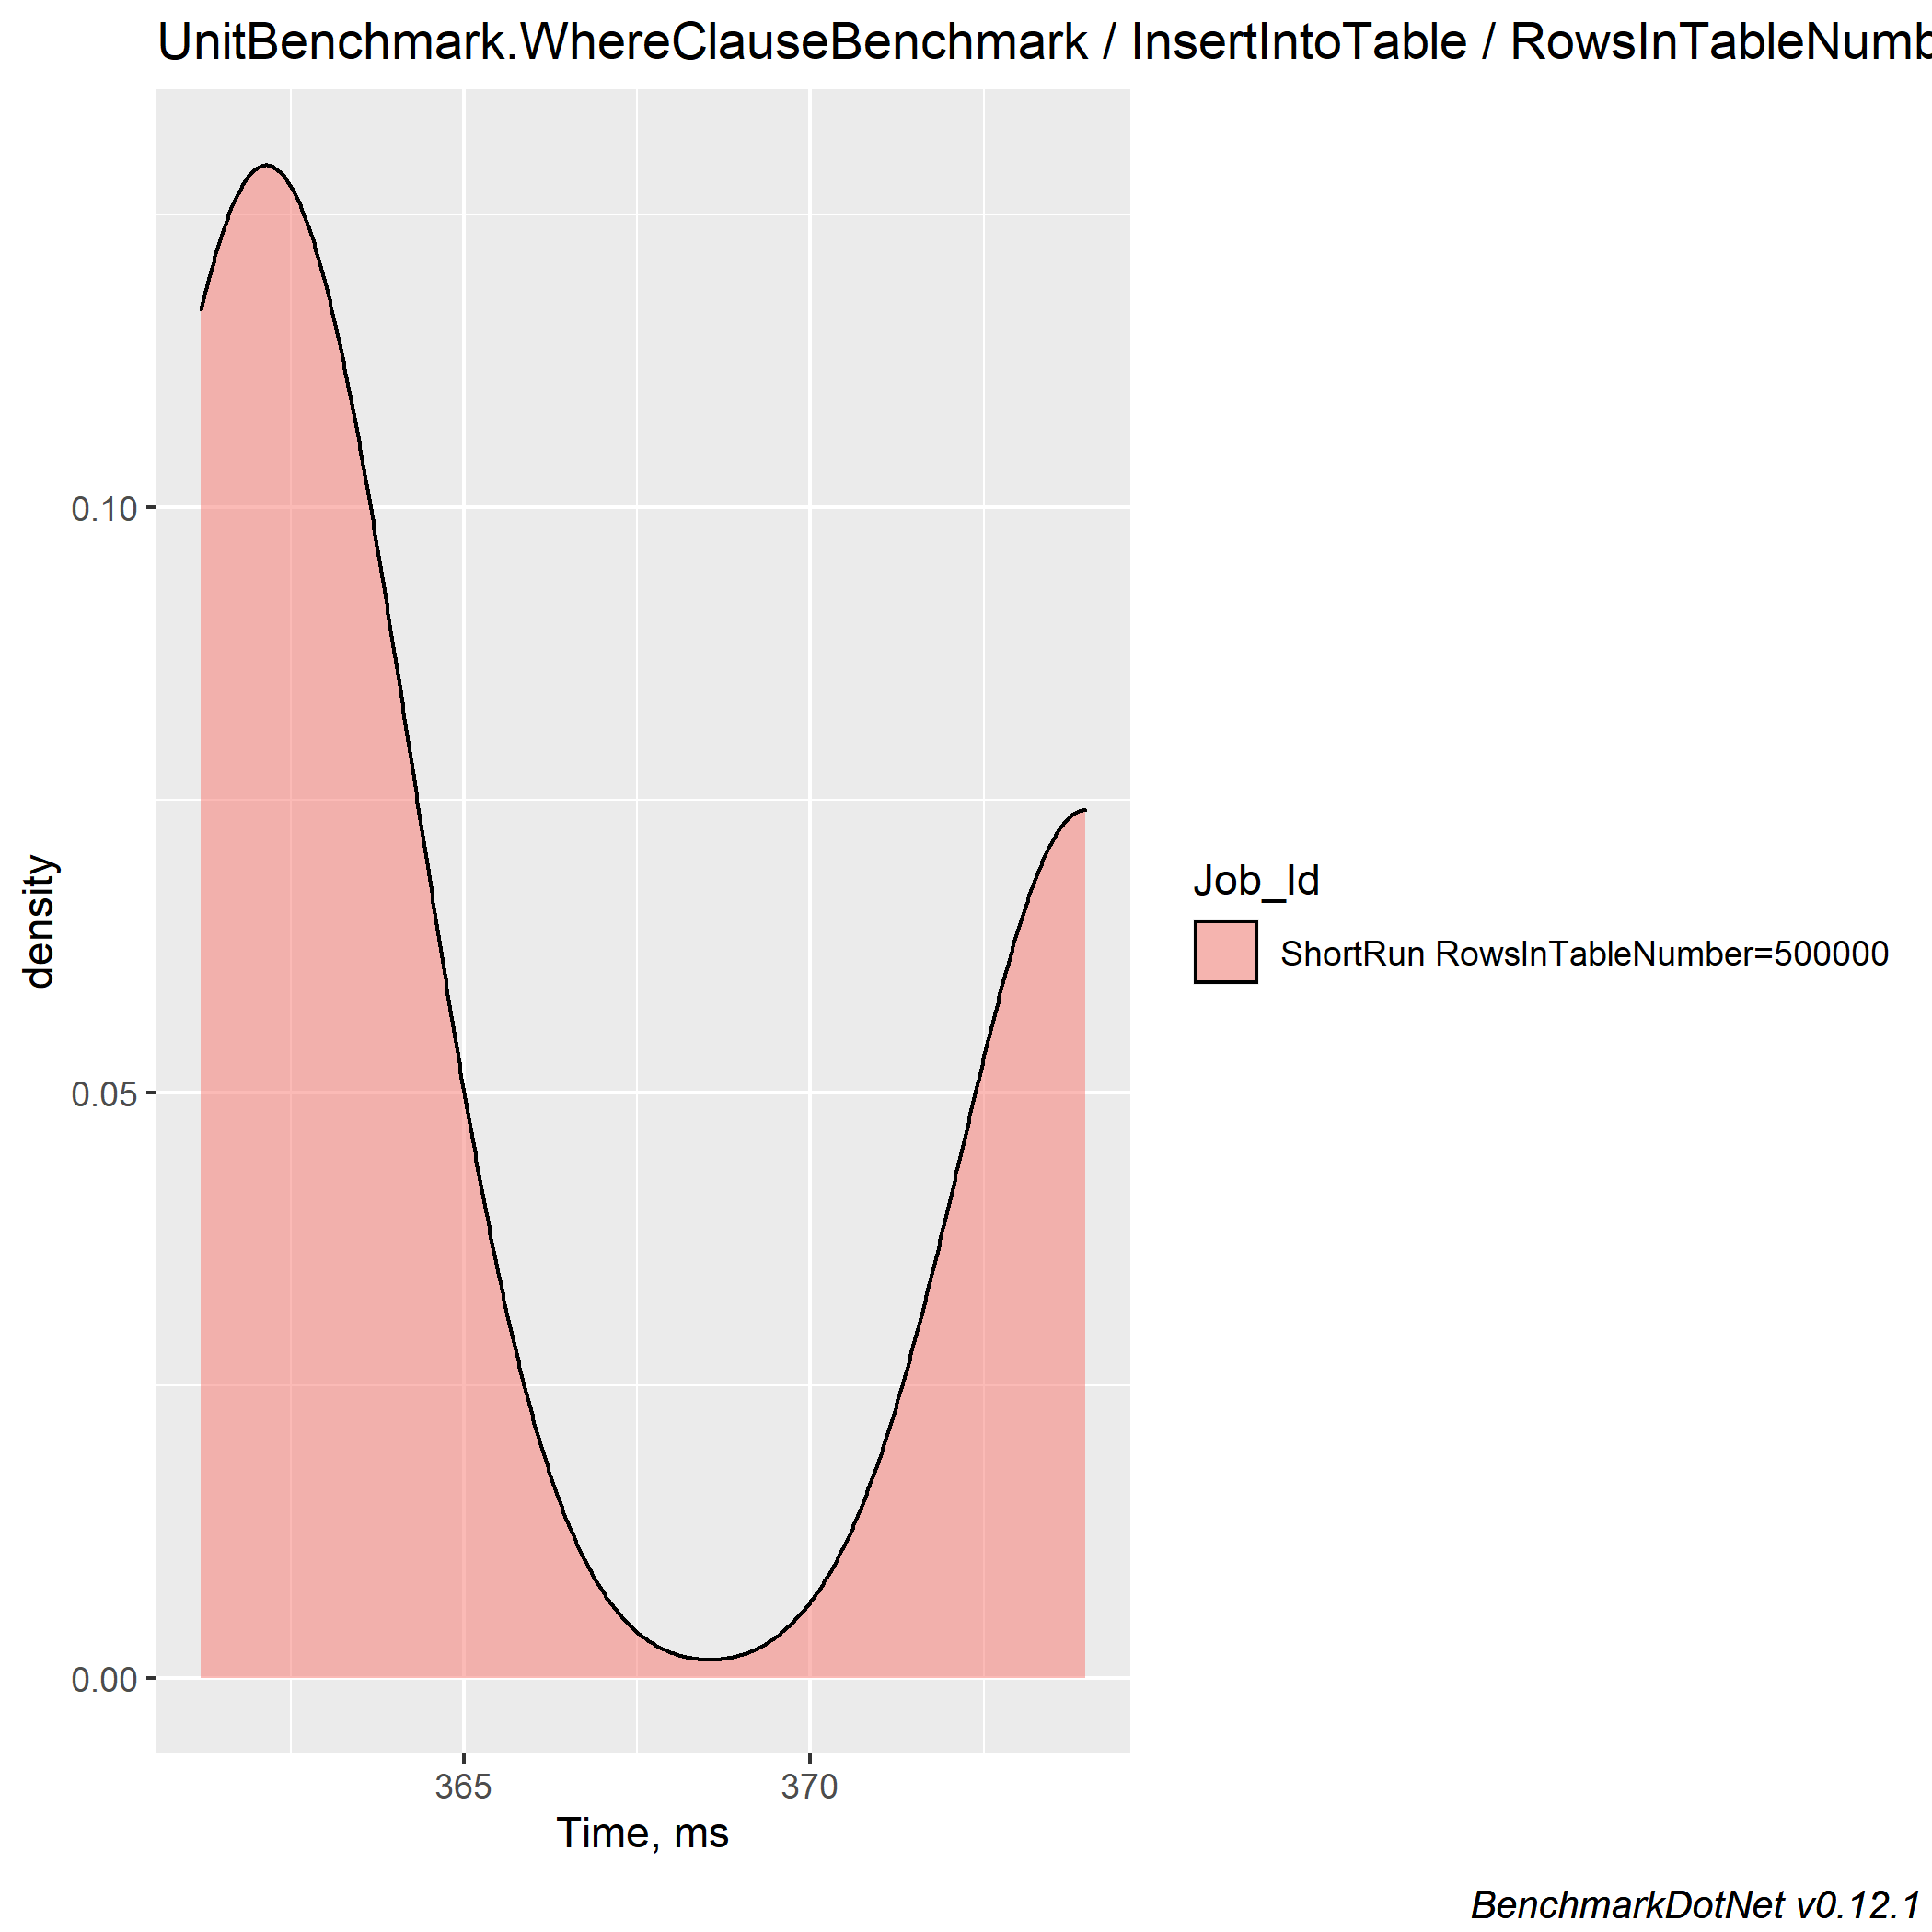 UnitBenchmark.WhereClauseBenchmark / InsertIntoTable / RowsInTableNumb
0.10
0.05
0.00
density
365
370
Time, ms
Job_Id
ShortRun RowsInTableNumber=500000
BenchmarkDotNet v0.12.1